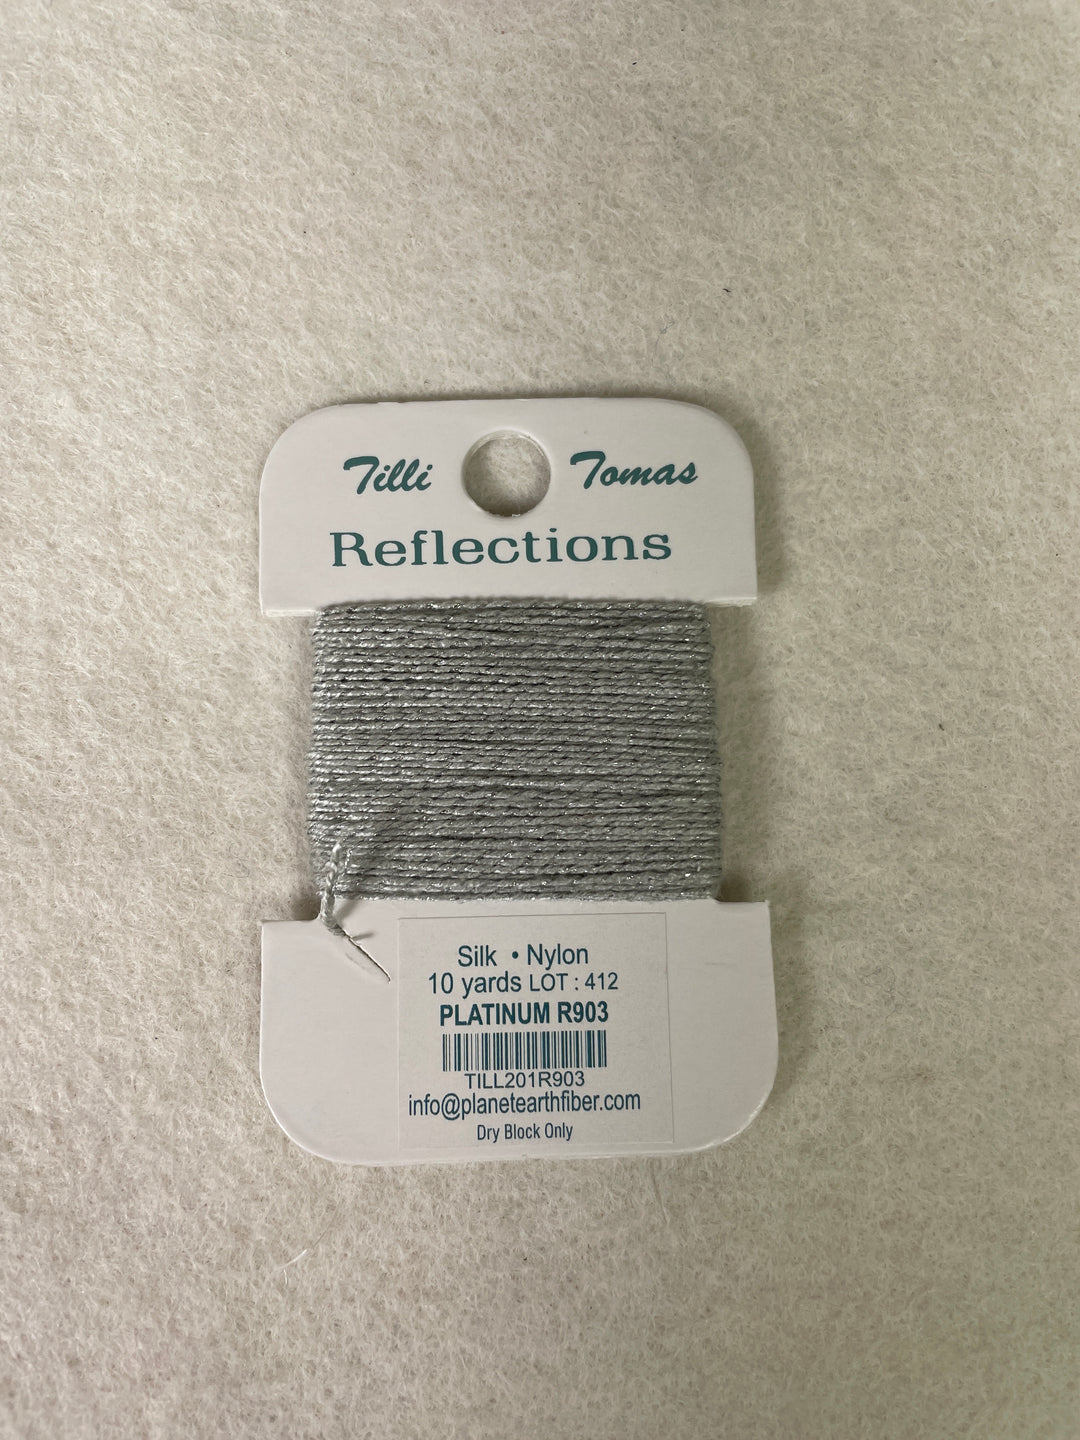 Tilli Tomas
Reflections
Silk • Nylon
10 yards LOT : 412
PLATINUM R903
TILL201R903
info@planetearthfiber.com
Dry Block Only